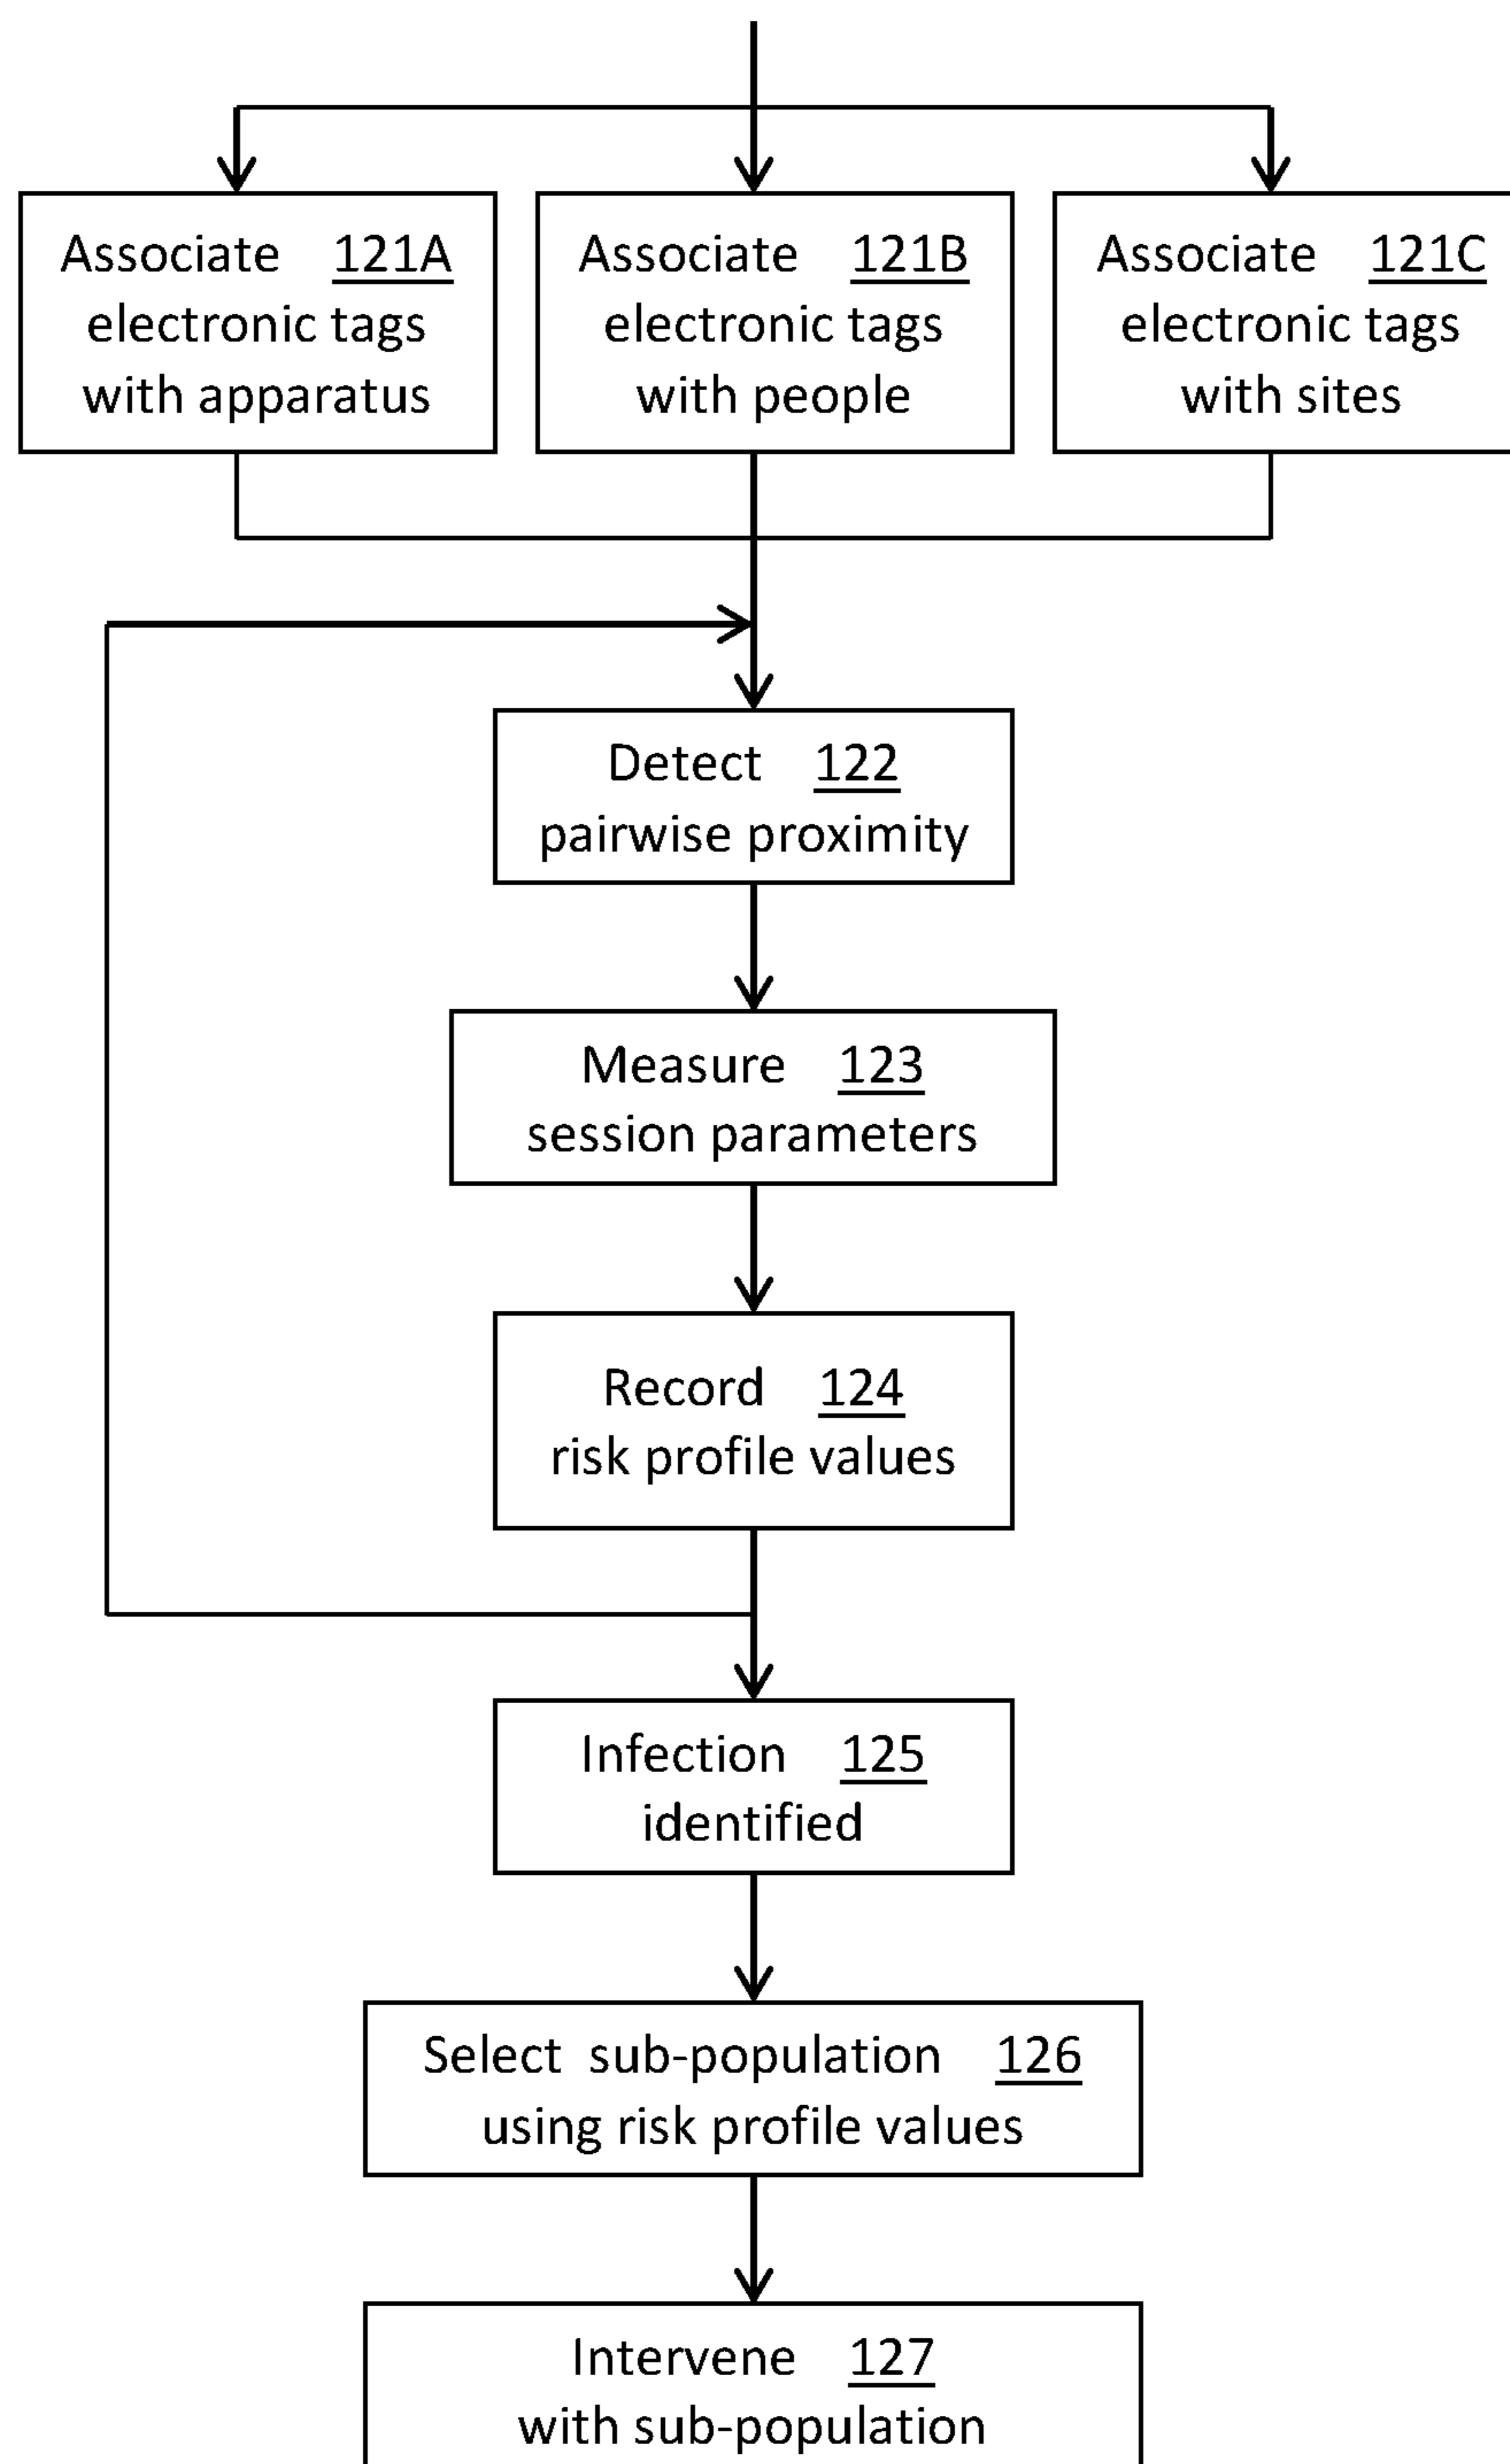 Associate 121A
electronic tags
with apparatus
Associate 121B
electronic tags
with people
Associate 121C
electronic tags
with sites
Detect 122
pairwise proximity
Measure 123
session parameters
Record 124
risk profile values
Infection 125
identified
Select sub-population 126
using risk profile values
Intervene 127
with sub-population